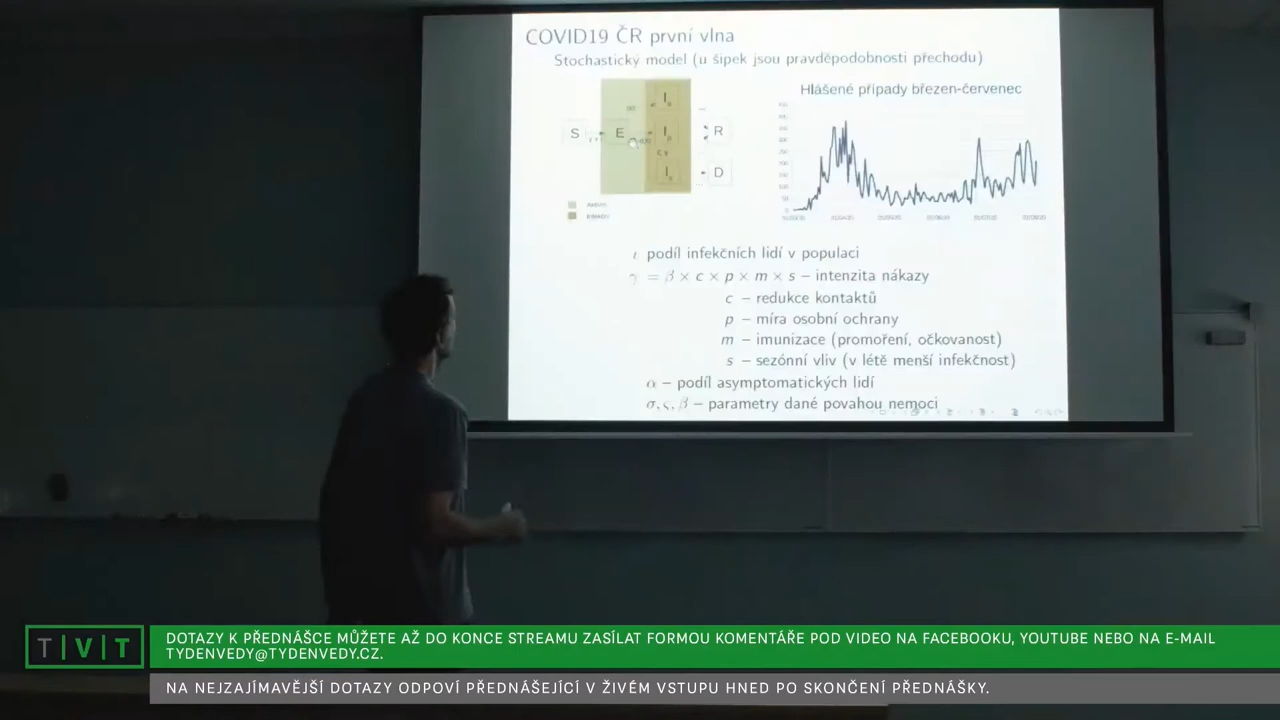 COVID19 ČR první vlna
Stochastický model (u šipek jsou pravděpodobnosti přechodu)
Hlášené případy březen-červenec
S
E
I
I
I
R
D
ι podíl infekčních lidí v populaci
γ = β × c × p × m × s – intenzita nákazy
c – redukce kontaktů
p – míra osobní ochrany
m – imunizace (promoření, očkovanost)
s – sezónní vliv (v létě menší infekčnost)
α – podíl asymptomatických lidí
σ, ς, β – parametry dané povahou nemoci
T|V|T
DOTAZY K PŘEDNÁŠCE MŮŽETE AŽ DO KONCE STREAMU ZASÍLAT FORMOU KOMENTÁŘE POD VIDEO NA FACEBOOKU, YOUTUBE NEBO NA E-MAIL
TYDENVEDY@TYDENVEDY.CZ.
NA NEJZAJÍMAVĚJŠÍ DOTAZY ODPOVÍ PŘEDNÁŠEJÍCÍ V ŽIVÉM VSTUPU HNED PO SKONČENÍ PŘEDNÁŠKY.